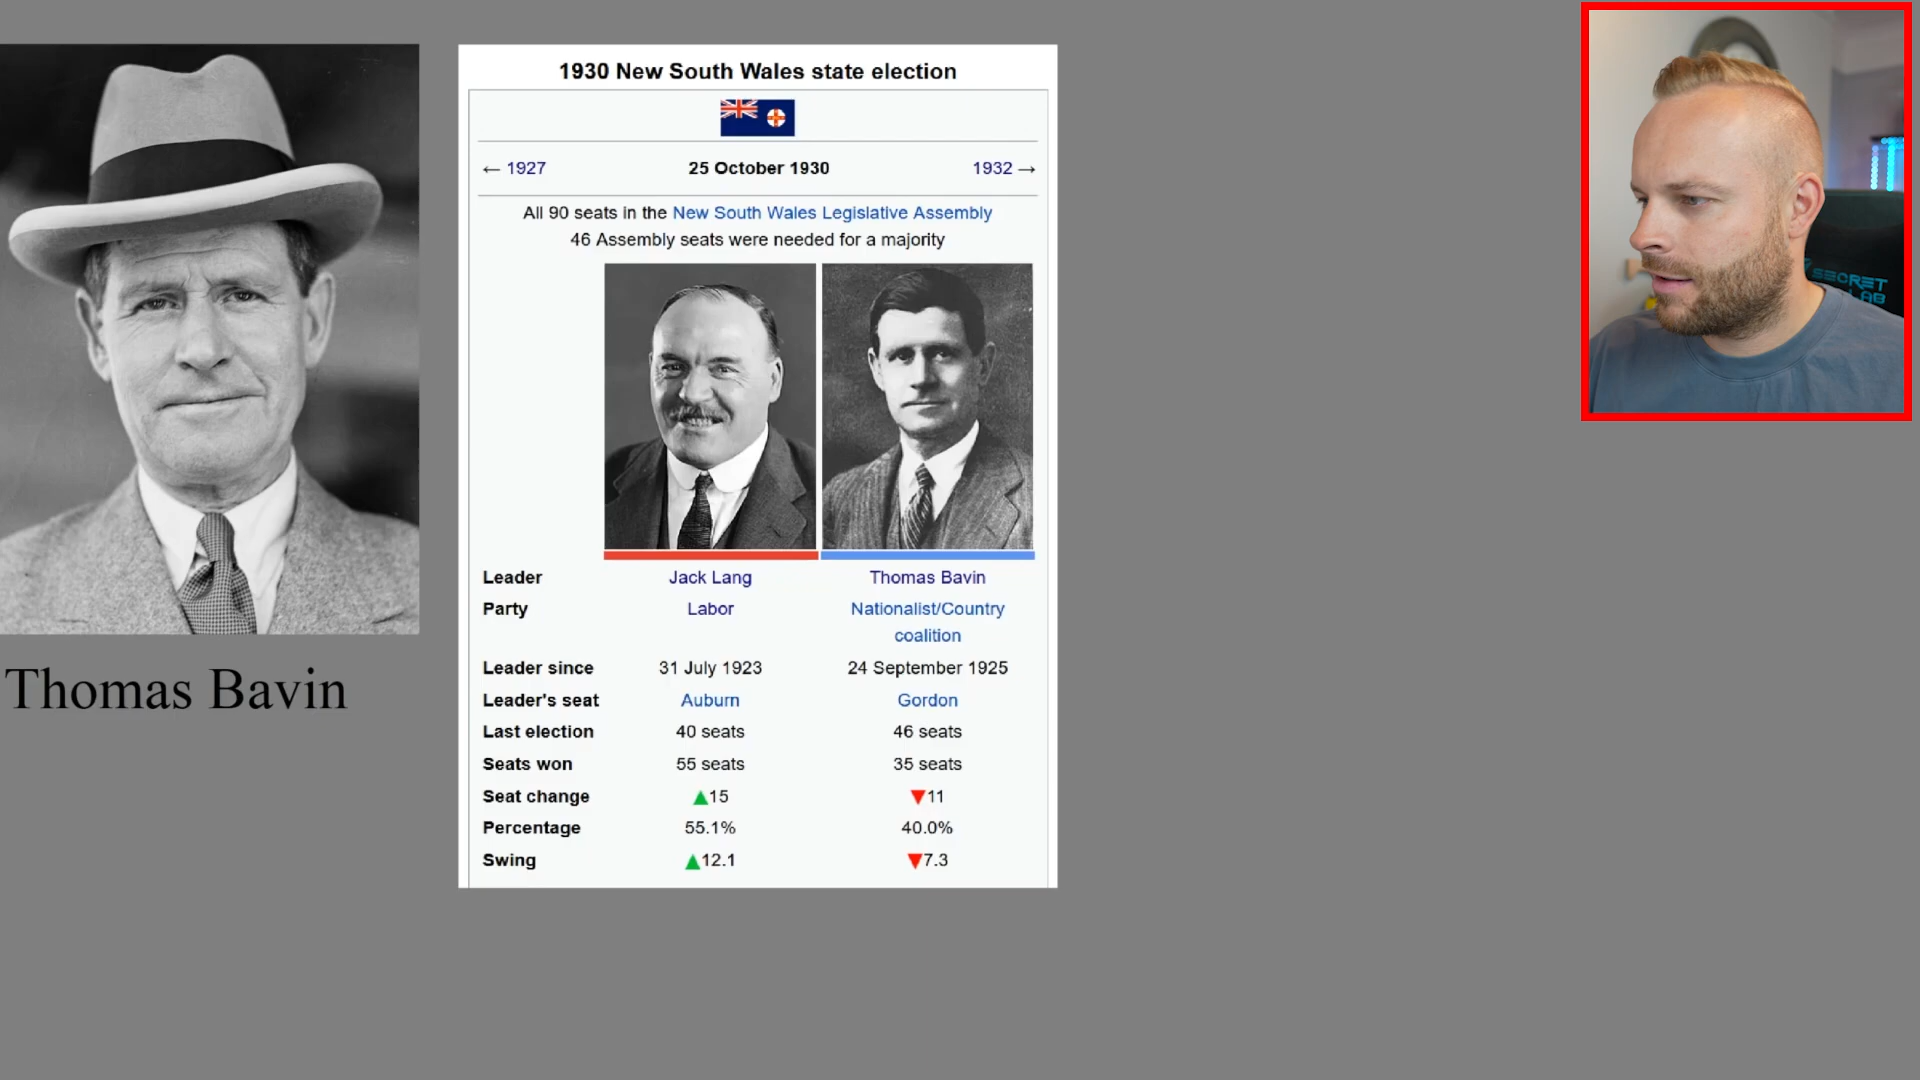 Thomas Bavin
1930 New South Wales state election
← 1927 25 October 1930 1932 →
All 90 seats in the New South Wales Legislative Assembly
46 Assembly seats were needed for a majority
Leader Jack Lang Thomas Bavin
Party Labor Nationalist/Country
coalition
Leader since 31 July 1923 24 September 1925
Leader's seat Auburn Gordon
Last election 40 seats 46 seats
Seats won 55 seats 35 seats
Seat change ▲15 ▼11
Percentage 55.1% 40.0%
Swing ▲12.1 ▼7.3
SECRET
LAB